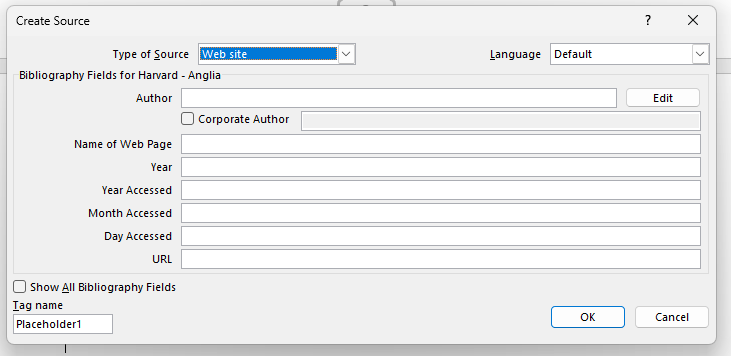 Create Source ?
Type of Source Web site Language Default
Bibliography Fields for Harvard - Anglia
Author Edit
Corporate Author
Name of Web Page
Year
Year Accessed
Month Accessed
Day Accessed
URL
Show All Bibliography Fields
Tag name
Placeholder1 OK Cancel